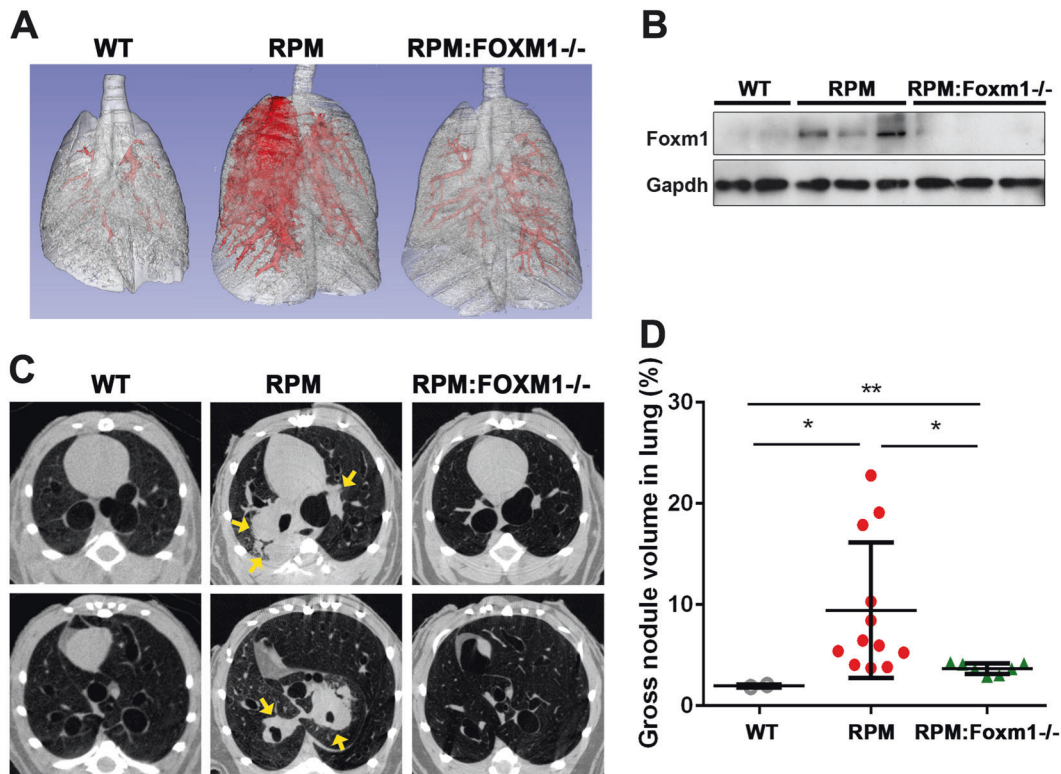 A
WT RPM RPM:FOXM1-/-
B
WT RPM RPM:Foxm1-/-
Foxm1
Gapdh
C
WT RPM RPM:FOXM1-/-
D
Gross nodule volume in lung (%)
30
20
10
0
**
* *
WT RPM RPM:Foxm1-/-